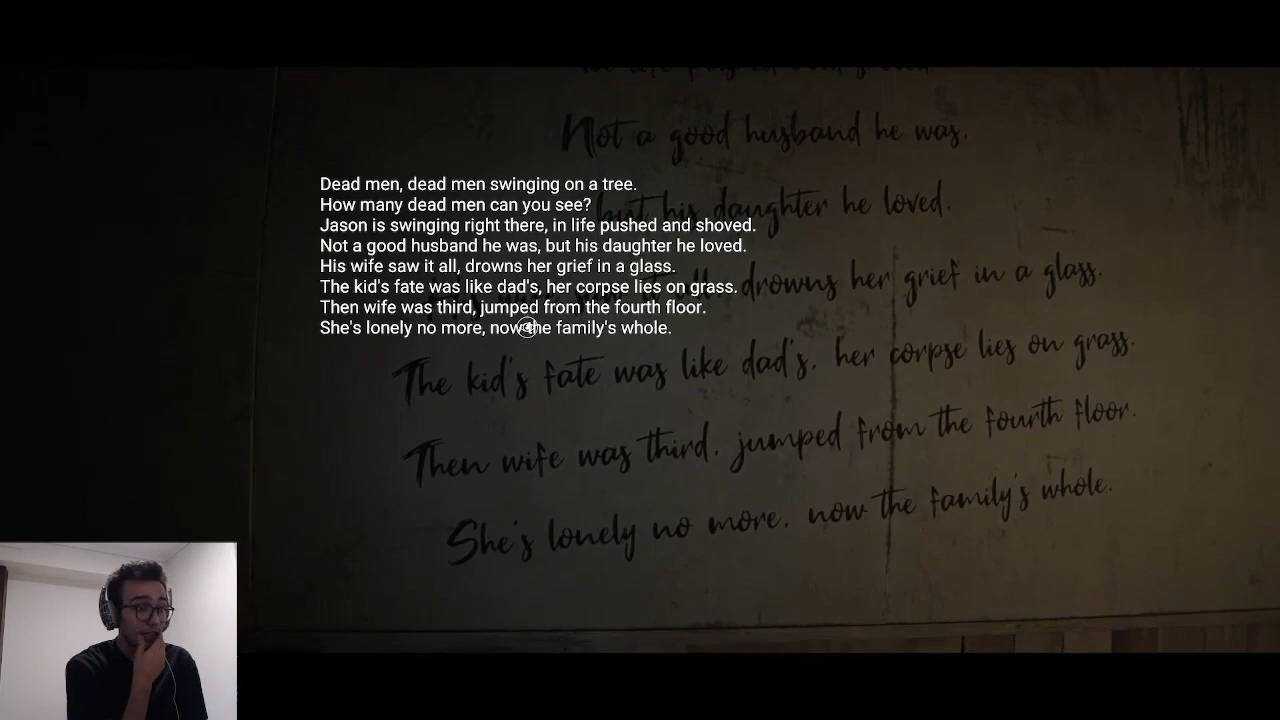 Dead men, dead men swinging on a tree.
How many dead men can you see?
Jason is swinging right there, in life pushed and shoved.
Not a good husband he was, but his daughter he loved.
His wife saw it all, drowns her grief in a glass.
The kid's fate was like dad's, her corpse lies on grass.
Then wife was third, jumped from the fourth floor.
She's lonely no more, now the family's whole.
Not a good husband he was,
but his daughter he loved.
drowns her grief in a glass.
The kid's fate was like dad's, her corpse lies on grass.
Then wife was third, jumped from the fourth floor.
She's lonely no more, now the family's whole.